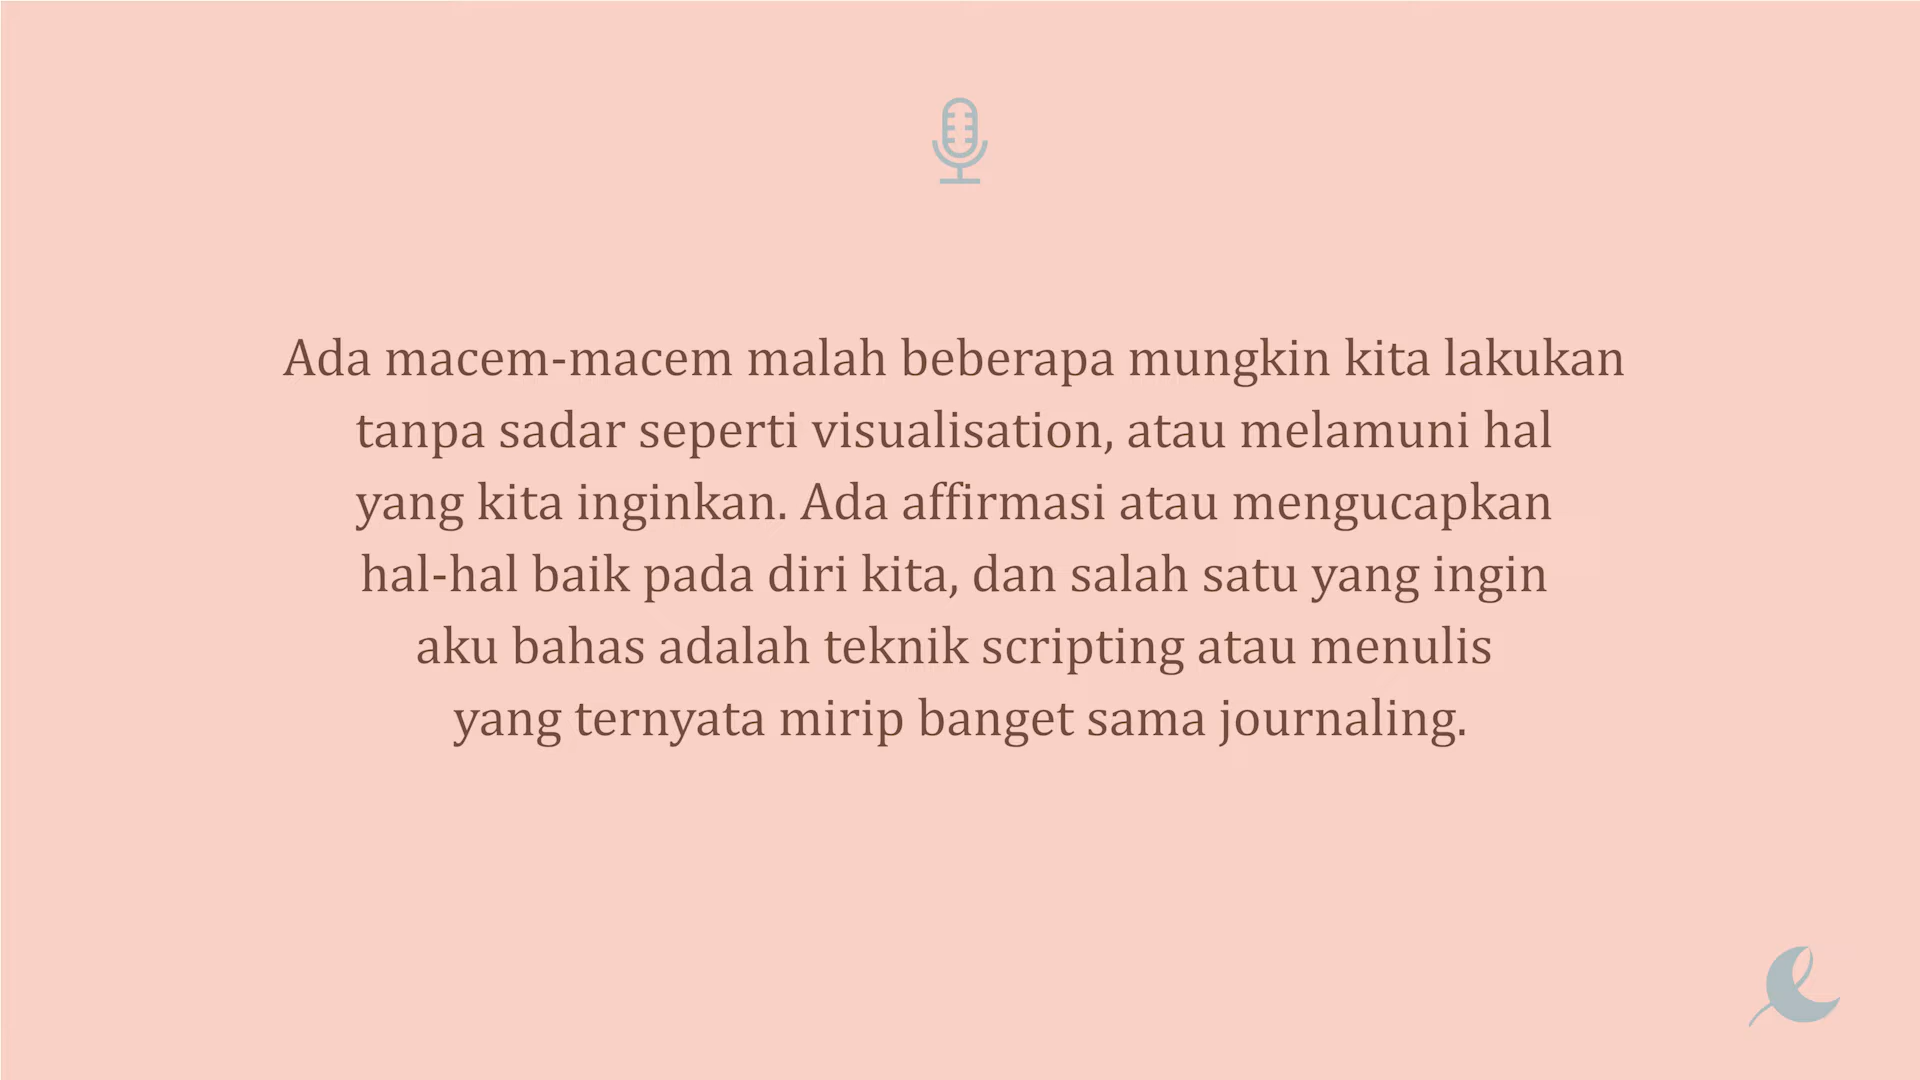 Ada macem-macem malah beberapa mungkin kita lakukan
tanpa sadar seperti visualisation, atau melamuni hal
yang kita inginkan. Ada affirmasi atau mengucapkan
hal-hal baik pada diri kita, dan salah satu yang ingin
aku bahas adalah teknik scripting atau menulis
yang ternyata mirip banget sama journaling.